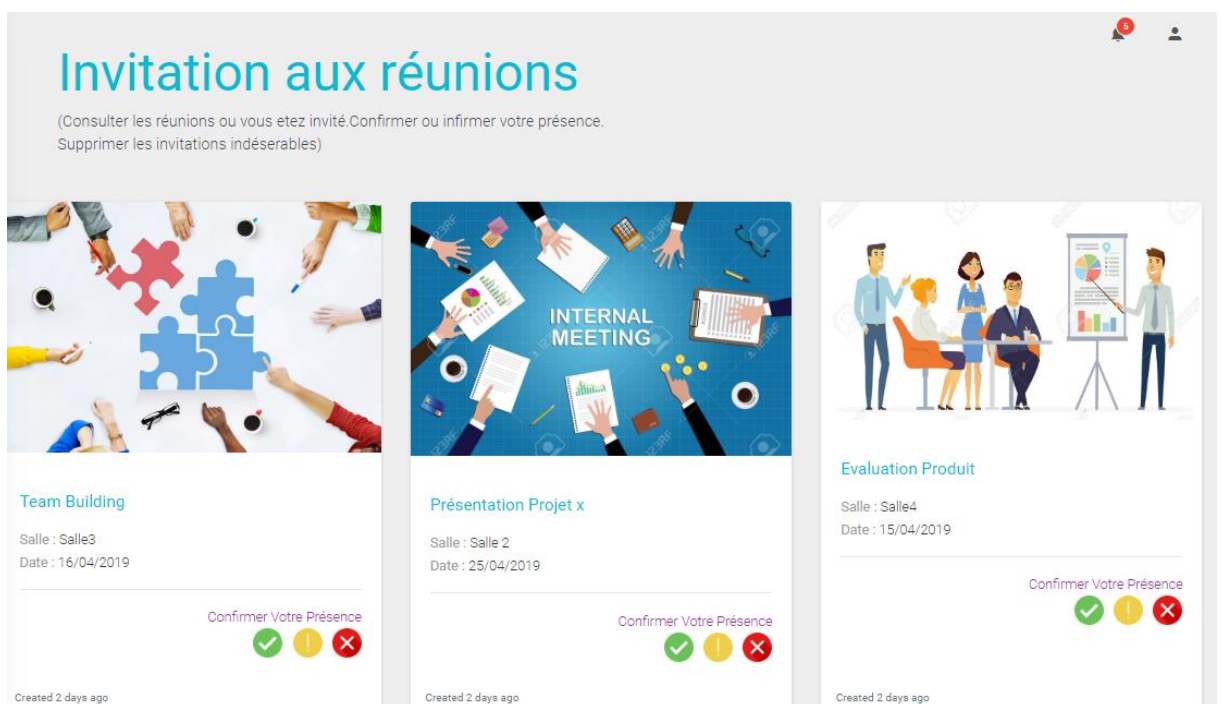 5
Invitation aux réunions
(Consulter les réunions ou vous etez invité.Confirmer ou infirmer votre présence.
Supprimer les invitations indéserables)
INTERNAL
MEETING
123RF
Team Building
Salle : Salle3
Date : 16/04/2019
Confirmer Votre Présence
Created 2 days ago
Présentation Projet x
Salle : Salle 2
Date : 25/04/2019
Confirmer Votre Présence
Created 2 days ago
Evaluation Produit
Salle : Salle4
Date : 15/04/2019
Confirmer Votre Présence
Created 2 days ago